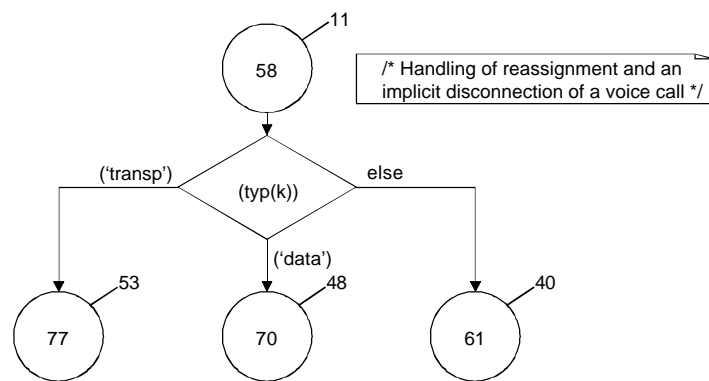 11
58
/* Handling of reassignment and an
implicit disconnection of a voice call */
(‘transp’)
(typ(k))
else
(‘data’)
53
48
40
77
70
61